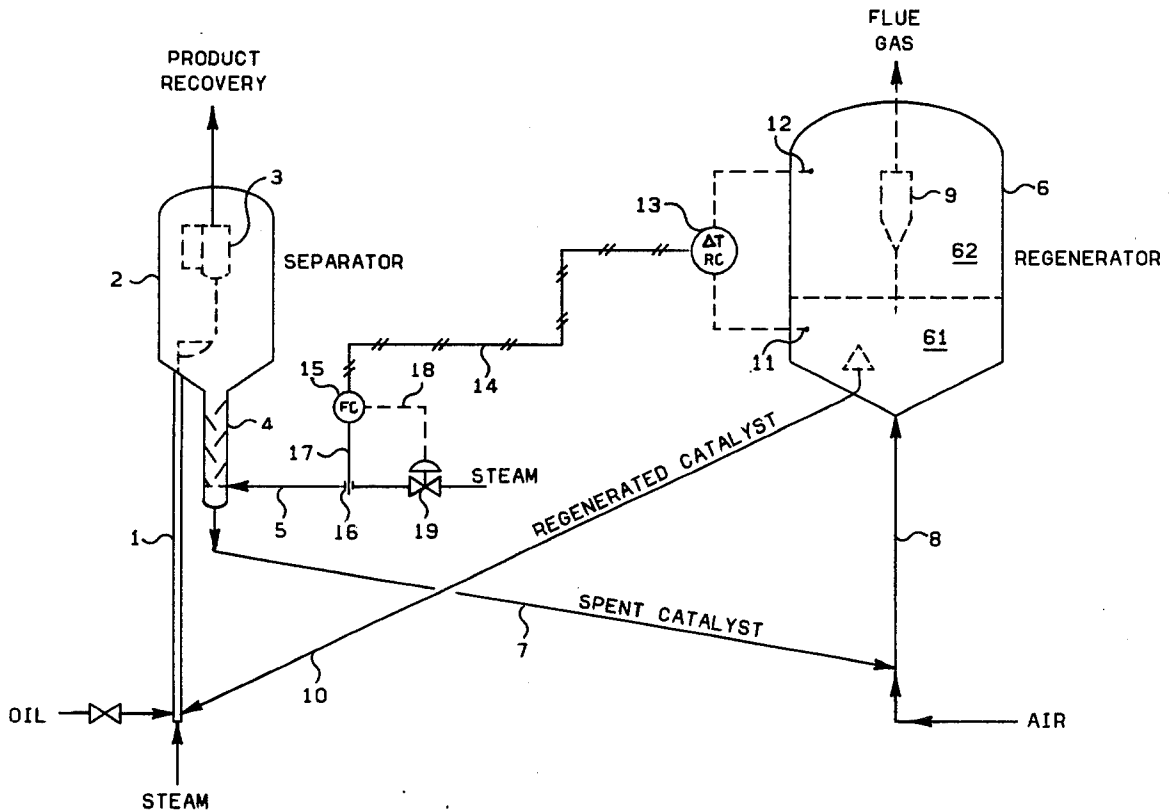 FLUE
GAS
PRODUCT
RECOVERY
12
3
13
6
ΔT
RC
9
2
SEPARATOR
62
REGENERATOR
61
11
14
15
18
FC
4
17
STEAM
REGENERATED CATALYST
5
16
19
1
8
SPENT CATALYST
7
10
OIL
AIR
STEAM